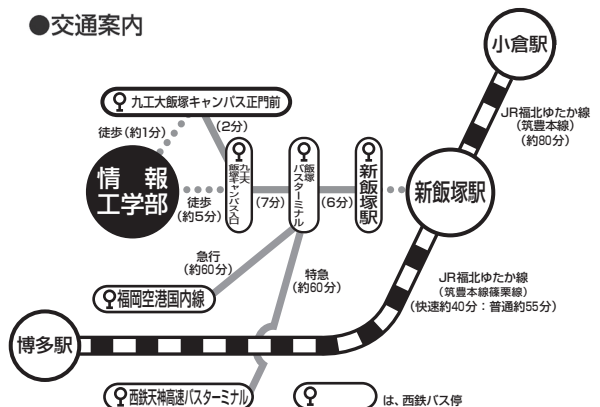 ●交通案内
小倉駅
九工大飯塚キャンパス正門前
JR福北ゆたか線
(筑豊本線)
(約80分)
徒歩(約1分)
(2分)
情報
工学部
徒歩
(約5分)
九工大
飯塚キャンパス入口
(7分)
飯塚
バスターミナル
(6分)
新飯塚駅
新飯塚駅
急行
(約60分)
特急
(約60分)
JR福北ゆたか線
(筑豊本線篠栗線)
(快速約40分:普通約55分)
福岡空港国内線
博多駅
西鉄天神高速バスターミナル
は、西鉄バス停